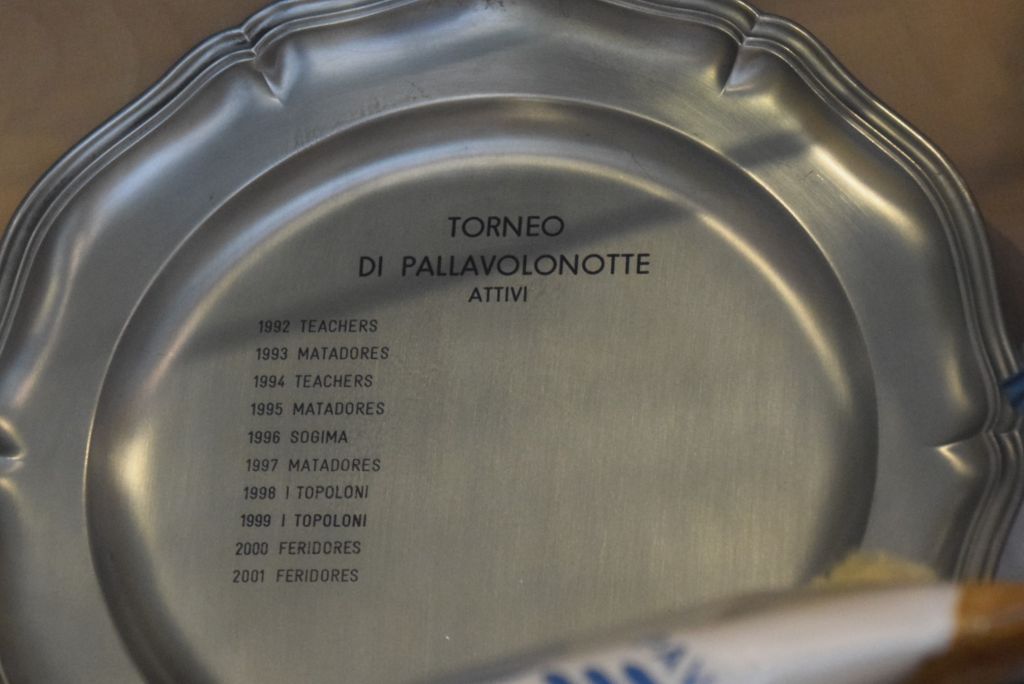 TORNEO
DI PALLAVOLONOTTE
ATTIVI
1992 TEACHERS
1993 MATADORES
1994 TEACHERS
1995 MATADORES
1996 SOGIMA
1997 MATADORES
1998 I TOPOLONI
1999 I TOPOLONI
2000 FERIDORES
2001 FERIDORES